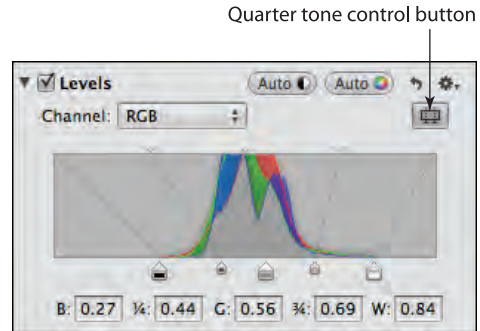 Quarter tone control button
Levels Auto Auto
Channel: RGB
B: 0.27 ¼: 0.44 G: 0.56 ¾: 0.69 W: 0.84